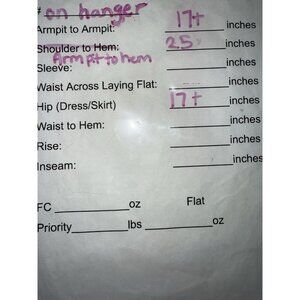 # on hanger
Armpit to Armpit: 17+ inches
Shoulder to Hem: 25 inches
Armpit to hem
Sleeve: inches
Waist Across Laying Flat: inches
Hip (Dress/Skirt) 17+ inches
Waist to Hem: inches
Rise: inches
Inseam: inches
FC oz Flat
Priority lbs oz